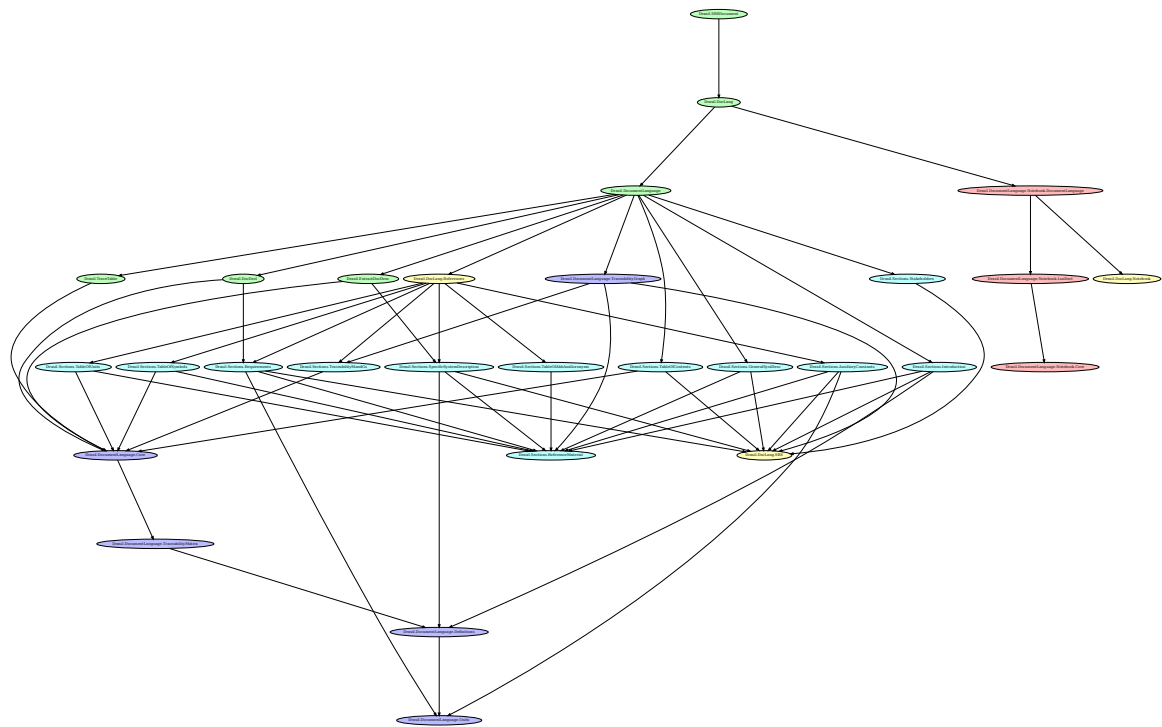 Drasil.SRSDocument
Drasil.DocLang
Drasil.DocumentLanguage
Drasil.DocumentLanguage.Notebook.DocumentLanguage
Drasil.TraceTable
Drasil.DocDecl
Drasil.ExtractDocDesc
Drasil.DocLang.References
Drasil.DocumentLanguage.TraceabilityGraph
Drasil.Sections.Stakeholders
Drasil.DocumentLanguage.Notebook.LsnDecl
Drasil.DocLang.Notebook
Drasil.Sections.TableOfUnits
Drasil.Sections.TableOfSymbols
Drasil.Sections.Requirements
Drasil.Sections.TraceabilityMandGs
Drasil.Sections.SpecificSystemDescription
Drasil.Sections.TableOfAbbAndAcronyms
Drasil.Sections.TableOfContents
Drasil.Sections.GeneralSystDesc
Drasil.Sections.AuxiliaryConstants
Drasil.Sections.Introduction
Drasil.DocumentLanguage.Notebook.Core
Drasil.DocumentLanguage.Core
Drasil.Sections.ReferenceMaterial
Drasil.DocLang.SRS
Drasil.DocumentLanguage.TraceabilityMatrix
Drasil.DocumentLanguage.Definitions
Drasil.DocumentLanguage.Units